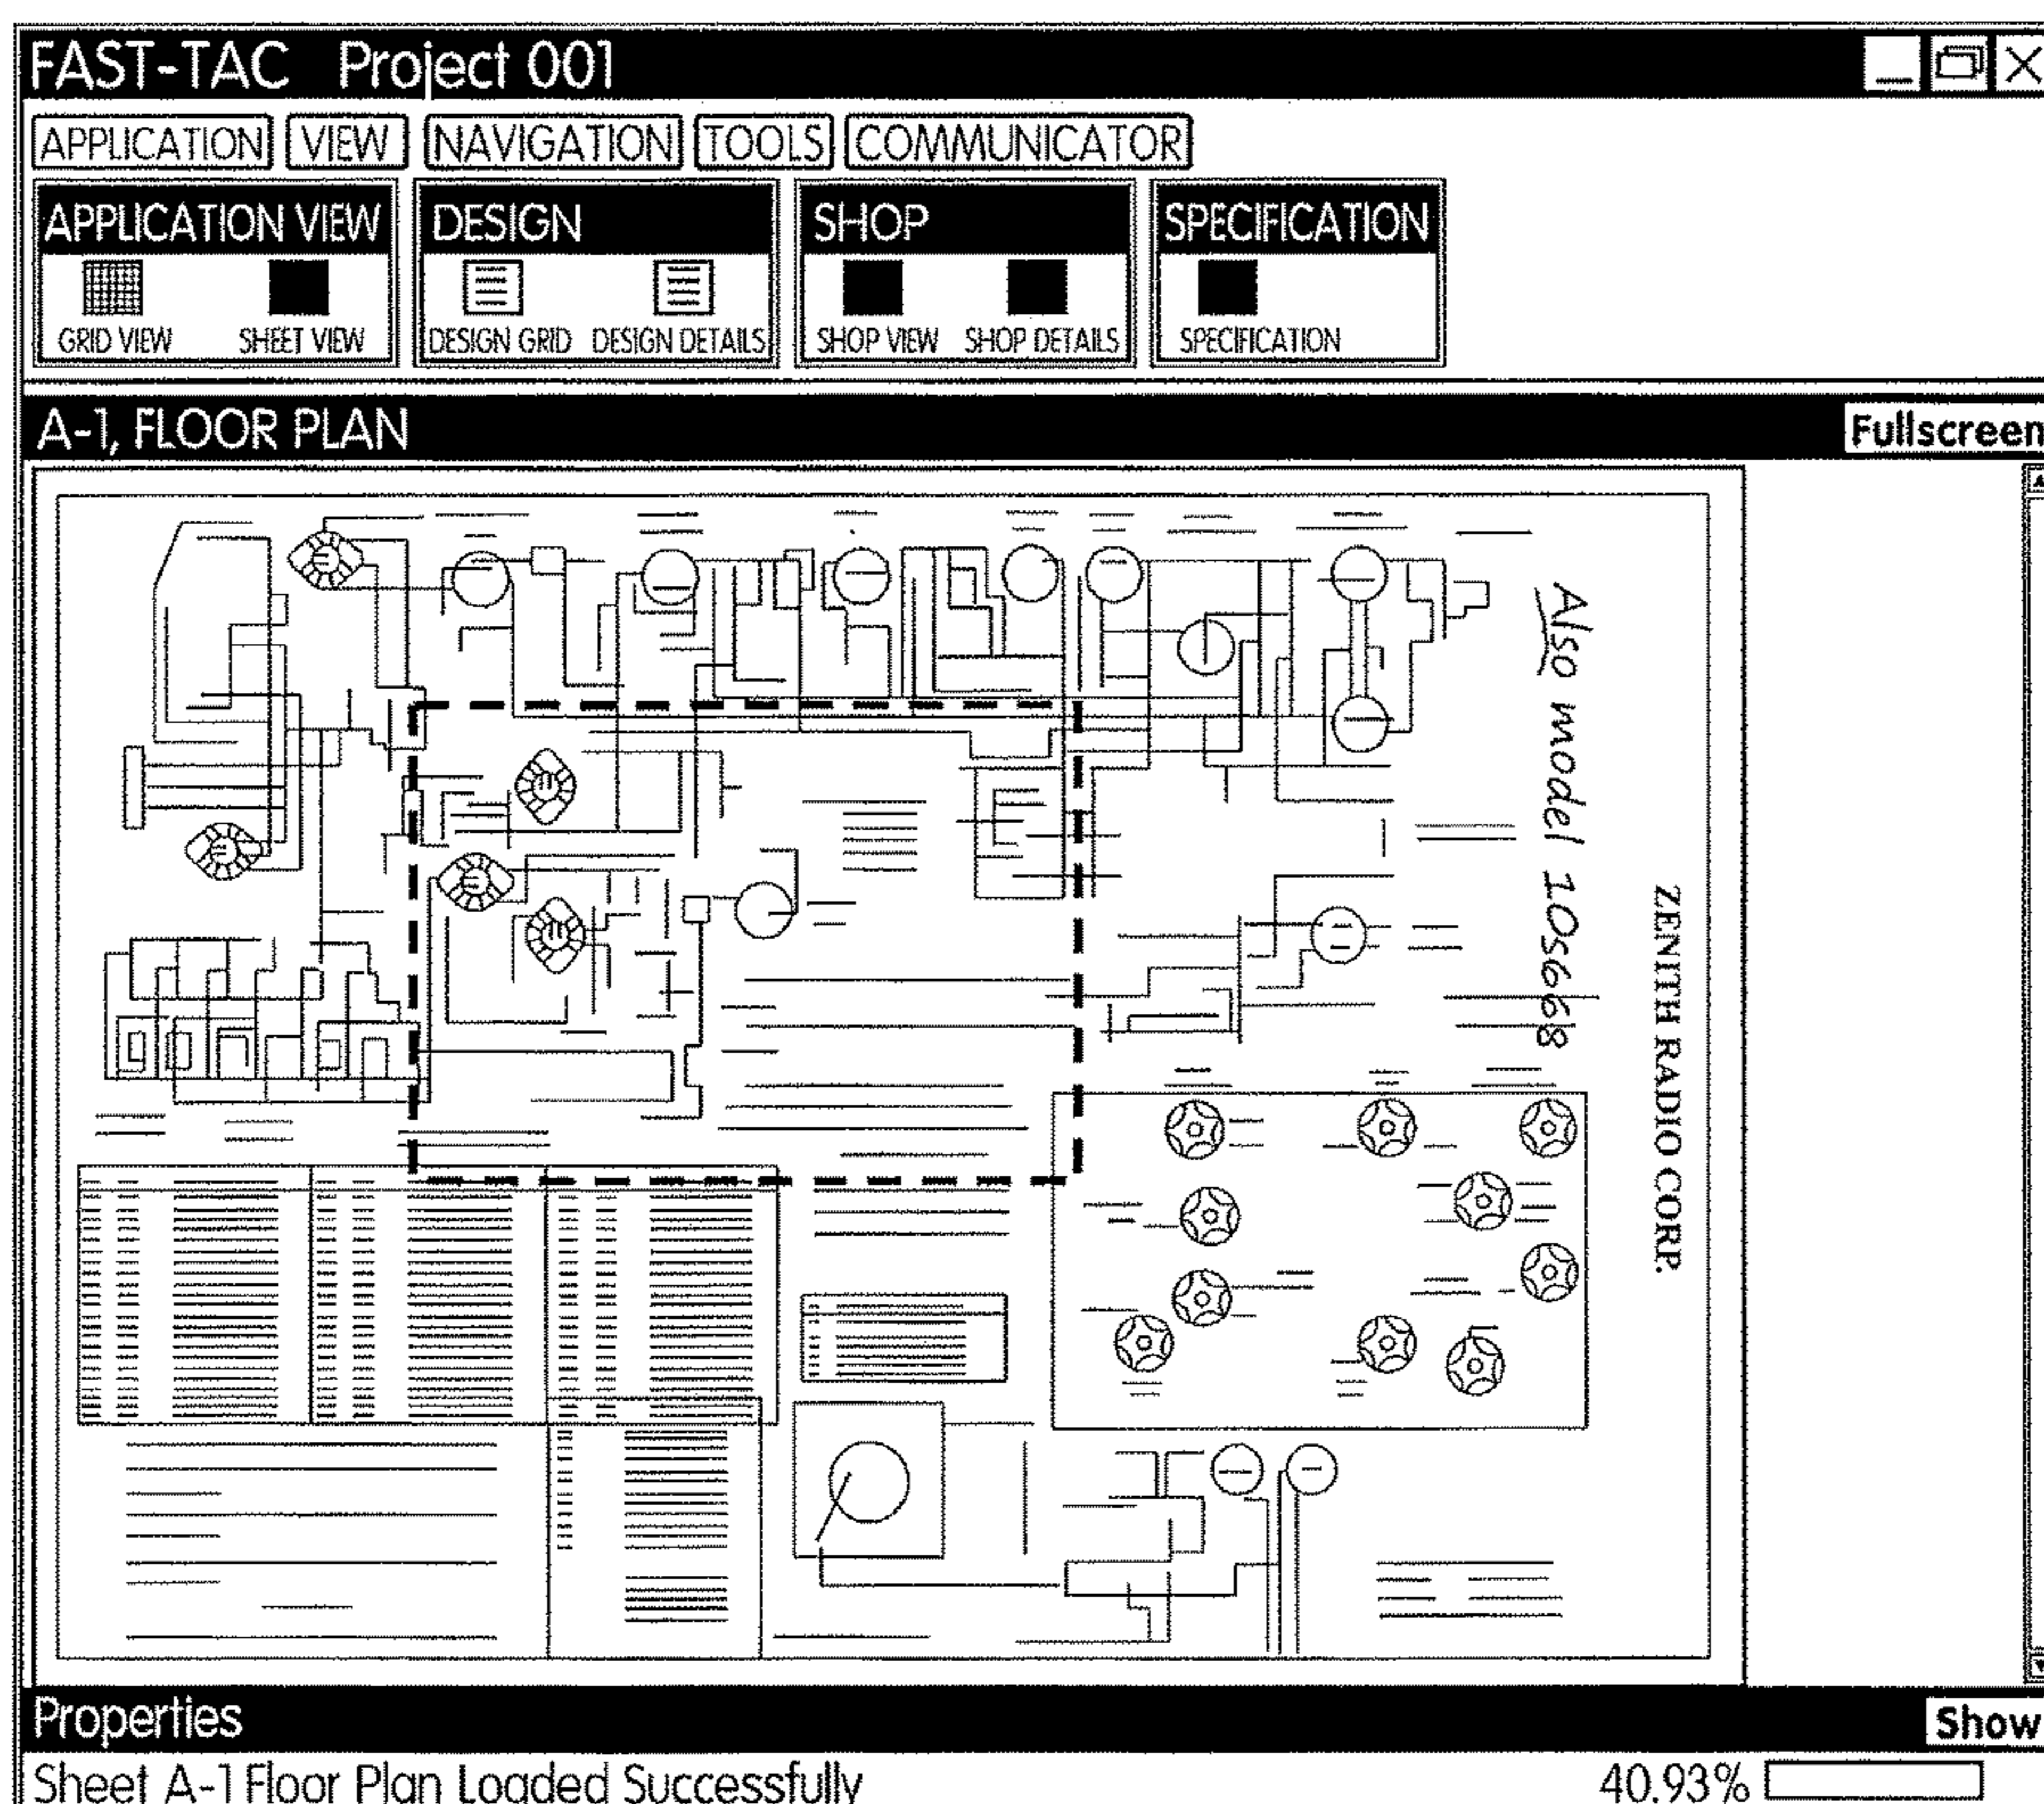 FAST-TAC Project 001
APPLICATION VIEW NAVIGATION TOOLS COMMUNICATOR
APPLICATION VIEW DESIGN SHOP SPECIFICATION
GRID VIEW SHEET VIEW DESIGN GRID DESIGN DETAILS SHOP VIEW SHOP DETAILS SPECIFICATION
A-1, FLOOR PLAN Fullscreen
Also model 10S668
ZENITH RADIO CORP.
Properties Show
Sheet A-1 Floor Plan Loaded Successfully 40.93%